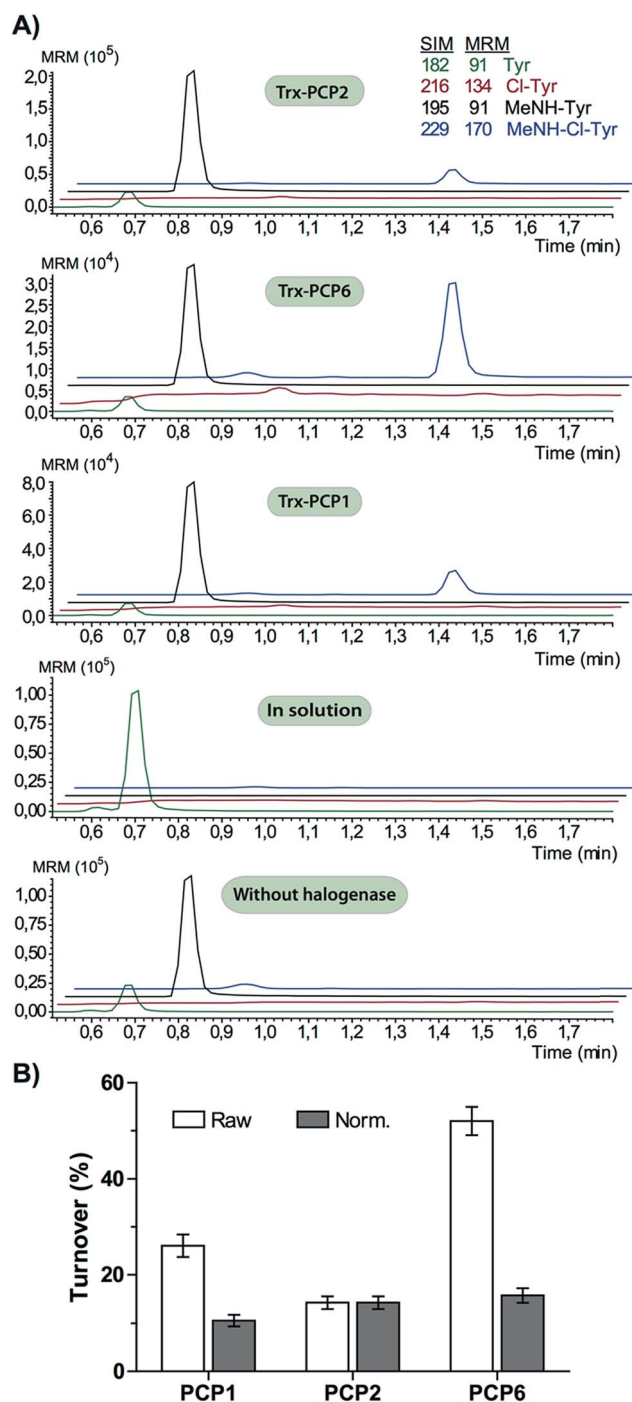 A)
MRM (10⁵)
SIM MRM
182 91 Tyr
216 134 Cl-Tyr
195 91 MeNH-Tyr
229 170 MeNH-Cl-Tyr
Trx-PCP2
2,0
1,5
1,0
0,5
0,0
0,6 0,7 0,8 0,9 1,0 1,1 1,2 1,3 1,4 1,5 1,6 1,7
Time (min)
MRM (10⁴)
Trx-PCP6
3,0
2,5
2,0
1,5
1,0
0,5
0,0
0,6 0,7 0,8 0,9 1,0 1,1 1,2 1,3 1,4 1,5 1,6 1,7
Time (min)
MRM (10⁴)
Trx-PCP1
8,0
6,0
4,0
2,0
0,0
0,6 0,7 0,8 0,9 1,0 1,1 1,2 1,3 1,4 1,5 1,6 1,7
Time (min)
MRM (10⁵)
In solution
1,00
0,75
0,50
0,25
0,00
0,6 0,7 0,8 0,9 1,0 1,1 1,2 1,3 1,4 1,5 1,6 1,7
Time (min)
MRM (10⁵)
Without halogenase
1,00
0,75
0,50
0,25
0,00
0,6 0,7 0,8 0,9 1,0 1,1 1,2 1,3 1,4 1,5 1,6 1,7
Time (min)
B)
Turnover (%)
60
40
20
0
Raw Norm.
PCP1 PCP2 PCP6